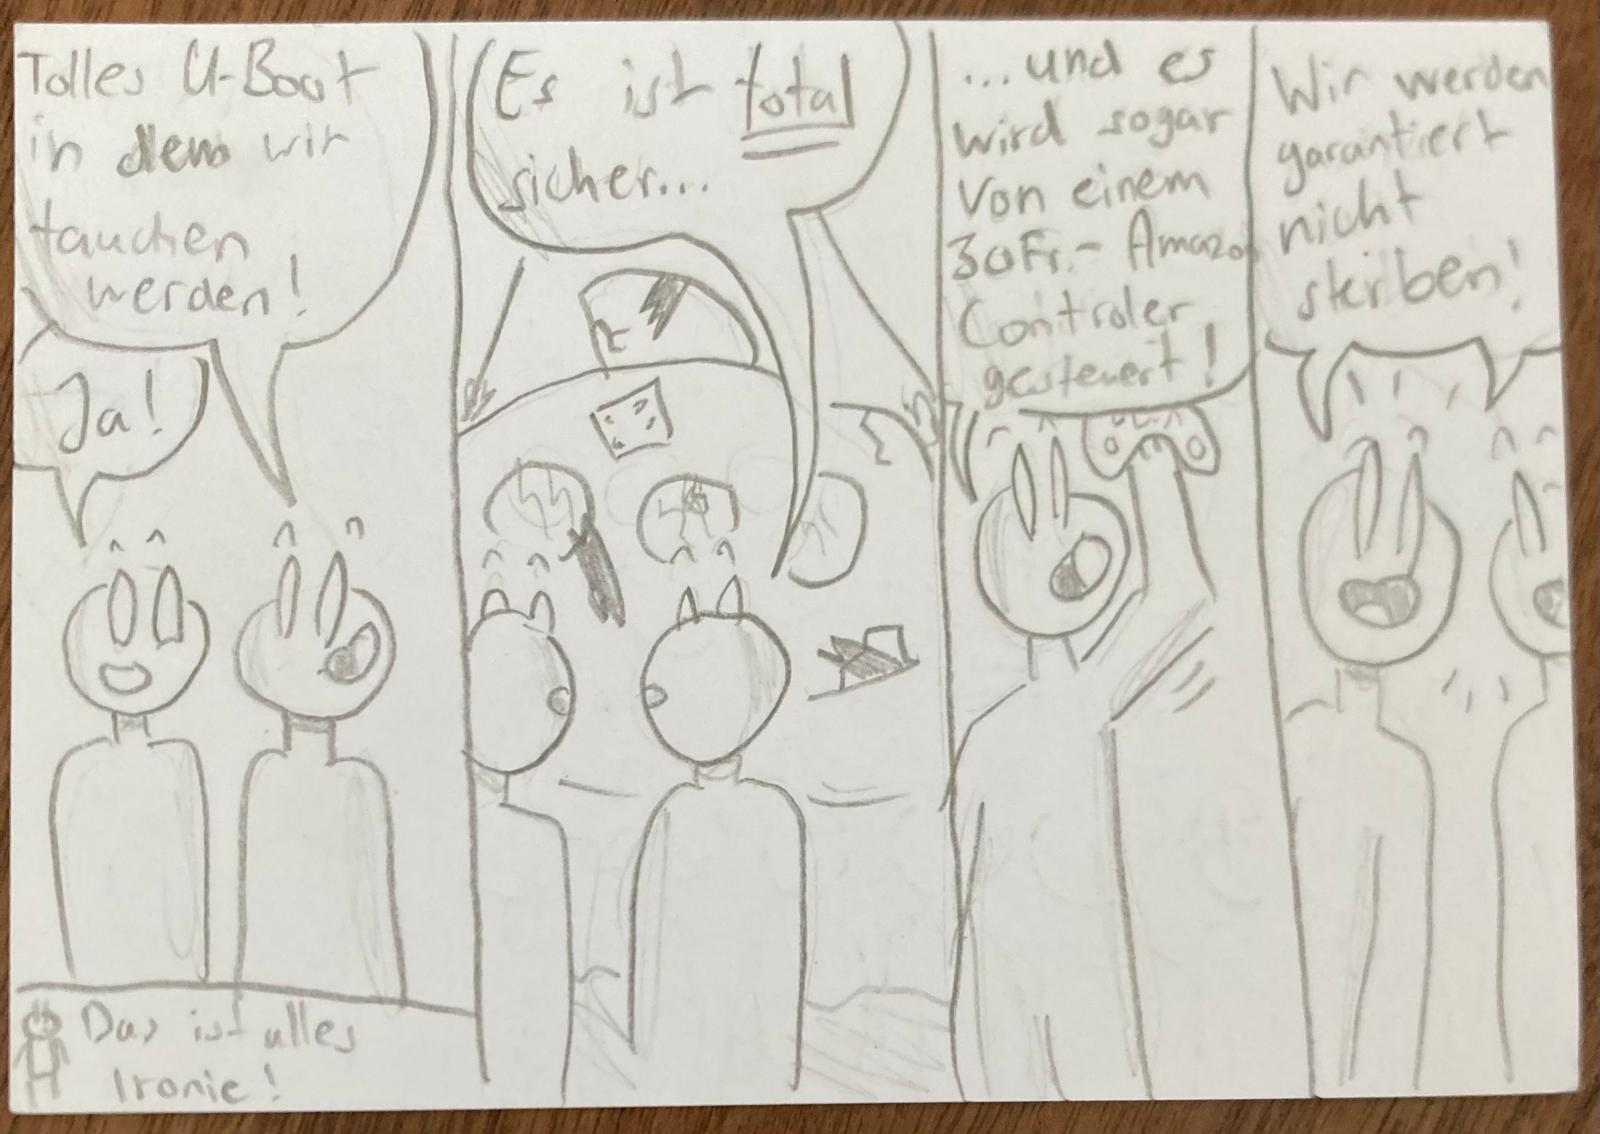 Tolles U-Boot
in dem wir
tauchen
werden!
Ja!
Das ist alles
Ironie!
Es ist total
sicher...
...und es
wird sogar
von einem
30Fr.- Amazon
Controler
gesteuert!
Wir werden
garantiert
nicht
sterben!